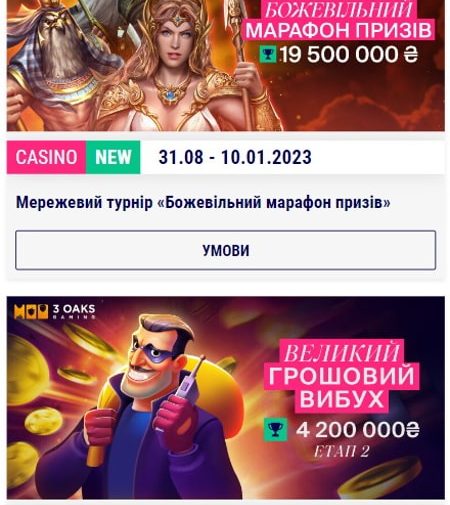 БОЖЕВІЛЬНИЙ
МАРАФОН ПРИЗІВ
19 500 000 ₴
CASINO NEW 31.08 - 10.01.2023
Мережевий турнір «Божевільний марафон призів»
УМОВИ
3 OAKS
GAMING
ВЕЛИКИЙ
ГРОШОВИЙ
ВИБУХ
4 200 000₴
ЕТАП 2